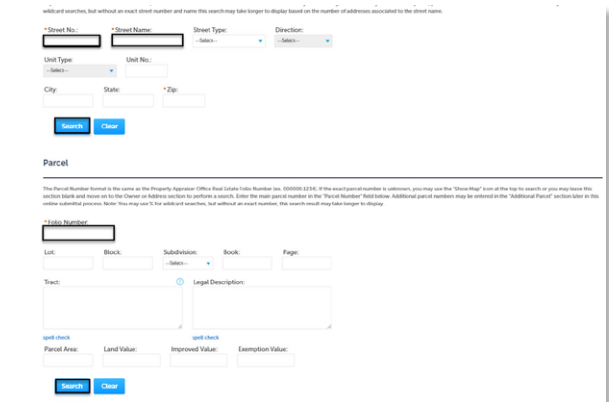 wildcard searches, but without an exact street number and name this search may take longer to display based on the number of addresses associated to the street name.
*Street No.: *Street Name: Street Type: Direction:
--Select-- --Select--
Unit Type: Unit No.:
--Select--
City: State: *Zip:
Search Clear
Parcel
The Parcel Number format is the same as the Property Appraiser Office Real Estate Folio Number (ex. 000000.1234). If the exact parcel number is unknown, you may use the "Show Map" icon at the top to search or you may leave this
section blank and move on to the Owner or Address section to perform a search. Enter the main parcel number in the "Parcel Number" field below. Additional parcel numbers may be entered in the "Additional Parcel" section later in this
online submittal process. Note: You may use % for wildcard searches, but without an exact number, the search result may take longer to display.
*Folio Number:
Lot: Block: Subdivision: Book: Page:
--Select--
Tract: Legal Description:
spell check spell check
Parcel Area: Land Value: Improved Value: Exemption Value:
Search Clear